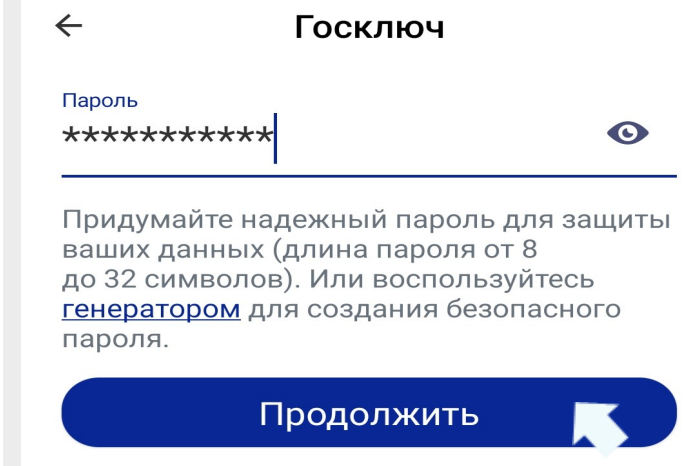 Госключ
Пароль
***********
Придумайте надежный пароль для защиты
ваших данных (длина пароля от 8
до 32 символов). Или воспользуйтесь
генератором для создания безопасного
пароля.
Продолжить